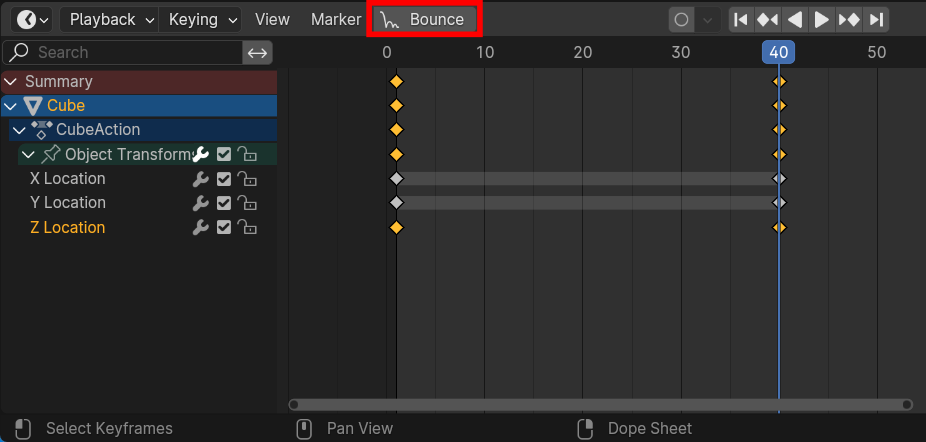 Playback Keying View Marker Bounce
Search 0 10 20 30 40 50
Summary
Cube
CubeAction
Object Transforms
X Location
Y Location
Z Location
Select Keyframes Pan View Dope Sheet